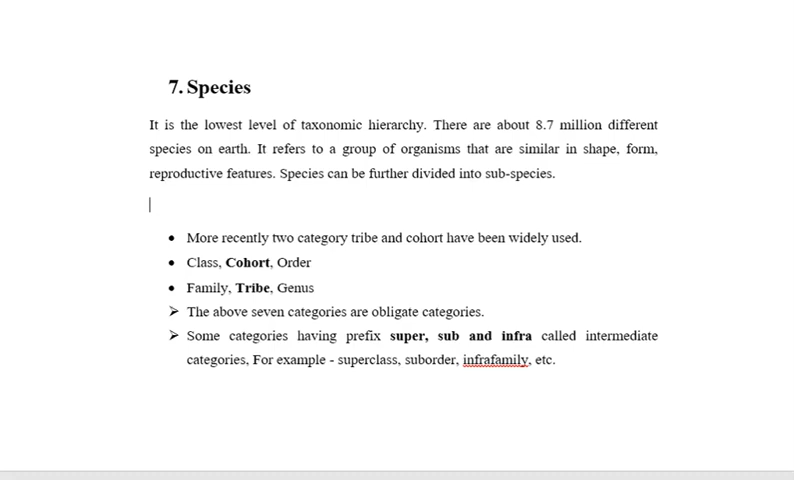 7. Species
It is the lowest level of taxonomic hierarchy. There are about 8.7 million different
species on earth. It refers to a group of organisms that are similar in shape, form,
reproductive features. Species can be further divided into sub-species.
• More recently two category tribe and cohort have been widely used.
• Class, Cohort, Order
• Family, Tribe, Genus
➢ The above seven categories are obligate categories.
➢ Some categories having prefix super, sub and infra called intermediate
categories, For example - superclass, suborder, infrafamily, etc.